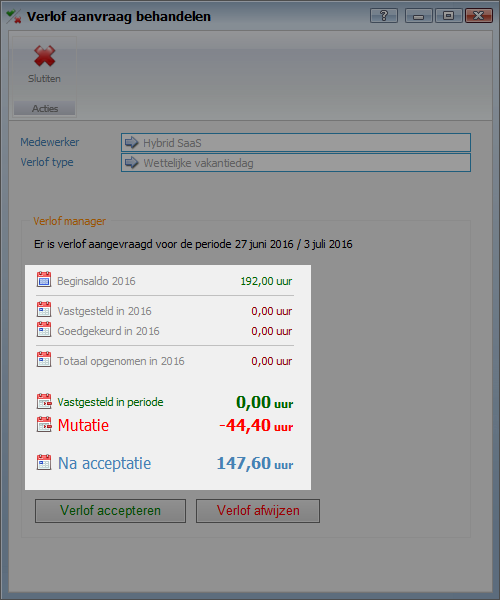 Verlof aanvraag behandelen
?
Slutiten
Acties
Medewerker Hybrid SaaS
Verlof type Wettelijke vakantiedag
Verlof manager
Er is verlof aangevraagd voor de periode 27 juni 2016 / 3 juli 2016
Beginsaldo 2016 192,00 uur
Vastgesteld in 2016 0,00 uur
Goedgekeurd in 2016 0,00 uur
Totaal opgenomen in 2016 0,00 uur
Vastgesteld in periode 0,00 uur
Mutatie -44,40 uur
Na acceptatie 147,60 uur
Verlof accepteren Verlof afwijzen